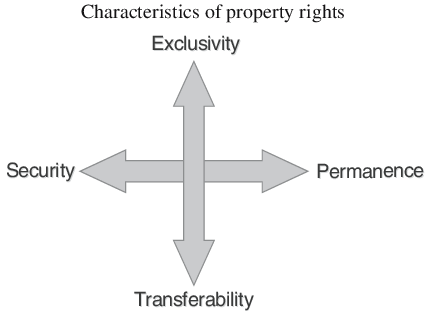 Characteristics of property rights
Exclusivity
Security
Permanence
Transferability